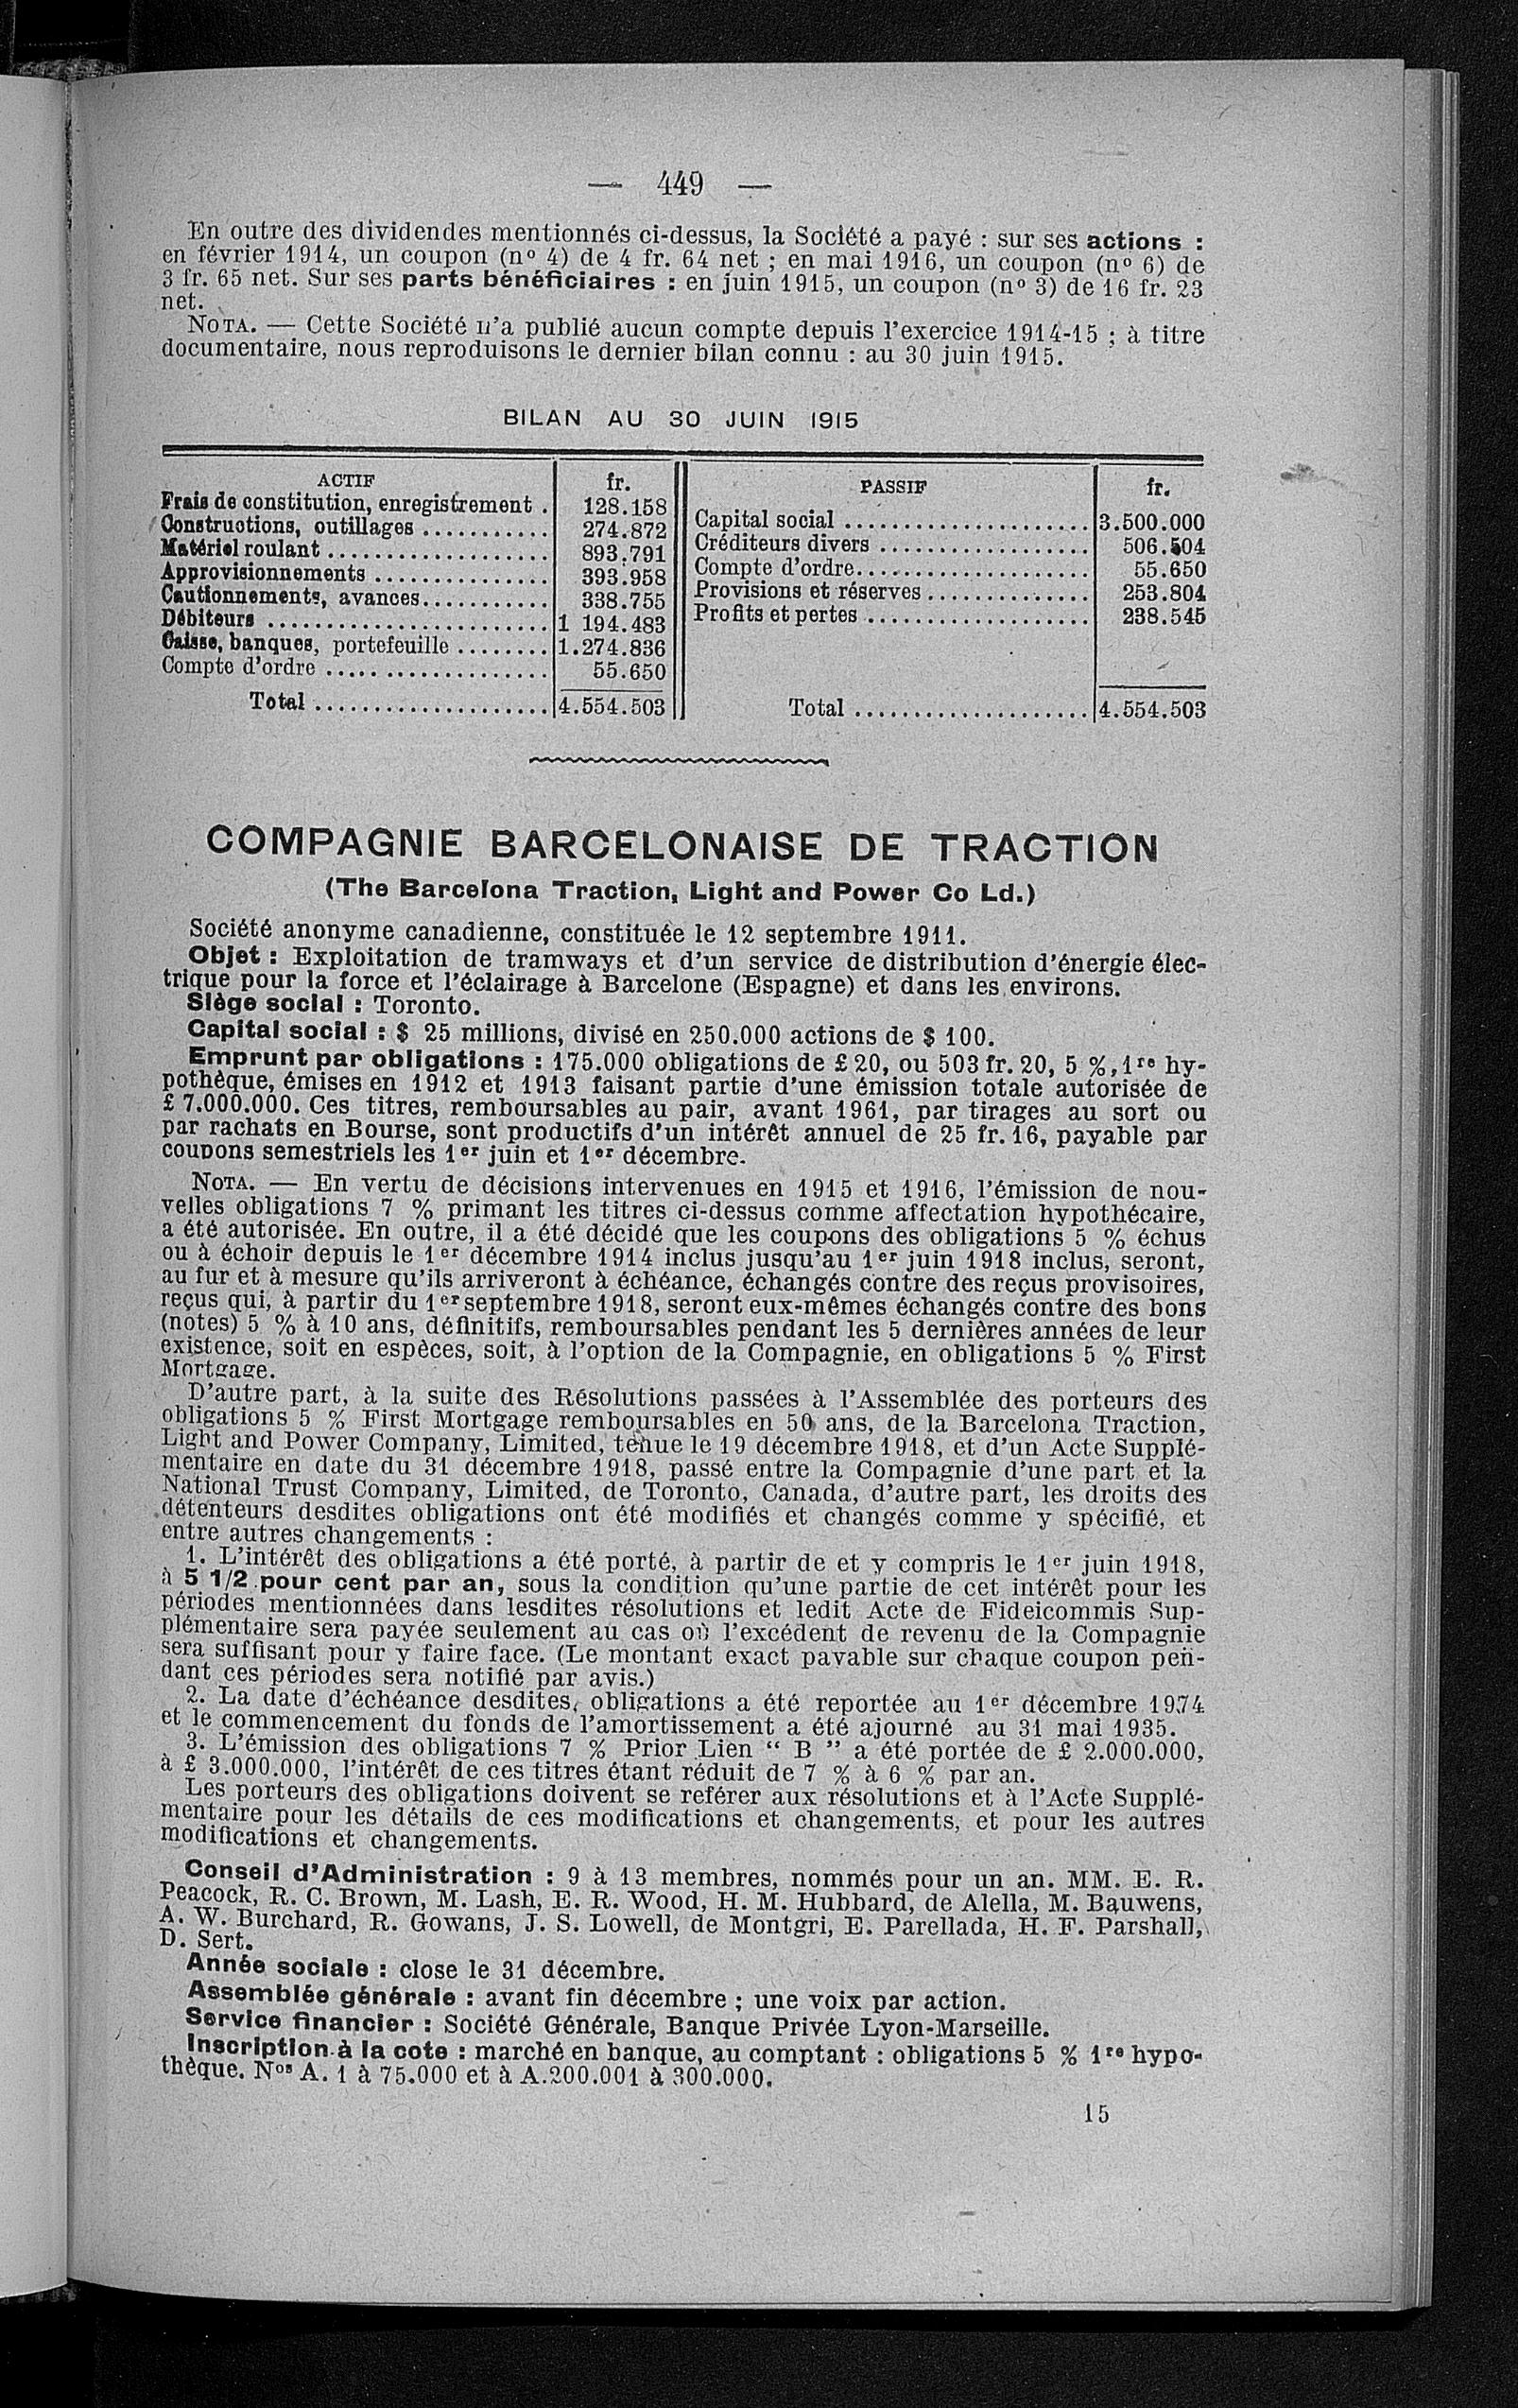 — 449 —
En outre des dividendes mentionnés ci-dessus, la Société a payé : sur ses actions :
en février 1914, un coupon (nº 4) de 4 fr. 64 net ; en mai 1916, un coupon (nº 6) de
3 fr. 65 net. Sur ses parts bénéficiaires : en juin 1915, un coupon (nº 3) de 16 fr. 23
net.
NOTA. — Cette Société n'a publié aucun compte depuis l'exercice 1914-15 ; à titre
documentaire, nous reproduisons le dernier bilan connu : au 30 juin 1915.
BILAN AU 30 JUIN 1915
ACTIF fr.
Frais de constitution, enregistrement . 128.158
Constructions, outillages ........... 274.872
Matériel roulant ................... 893.791
Approvisionnements ............... 393.958
Cautionnements, avances........... 338.755
Débiteurs ........................ 1 194.483
Caisse, banques, portefeuille ........ 1.274.836
Compte d'ordre ................... 55.650
Total .................... 4.554.503
PASSIF fr.
Capital social ..................... 3.500.000
Créditeurs divers .................. 506.504
Compte d'ordre.................... 55.650
Provisions et réserves .............. 253.804
Profits et pertes ................... 238.545
Total .................... 4.554.503
COMPAGNIE BARCELONAISE DE TRACTION
(The Barcelona Traction, Light and Power Co Ld.)
Société anonyme canadienne, constituée le 12 septembre 1911.
Objet : Exploitation de tramways et d'un service de distribution d'énergie élec-
trique pour la force et l'éclairage à Barcelone (Espagne) et dans les environs.
Siège social : Toronto.
Capital social : $ 25 millions, divisé en 250.000 actions de $ 100.
Emprunt par obligations : 175.000 obligations de £ 20, ou 503 fr. 20, 5 %, 1re hy-
pothèque, émises en 1912 et 1913 faisant partie d'une émission totale autorisée de
£ 7.000.000. Ces titres, remboursables au pair, avant 1961, par tirages au sort ou
par rachats en Bourse, sont productifs d'un intérêt annuel de 25 fr. 16, payable par
coupons semestriels les 1er juin et 1er décembre.
NOTA. — En vertu de décisions intervenues en 1915 et 1916, l'émission de nou-
velles obligations 7 % primant les titres ci-dessus comme affectation hypothécaire,
a été autorisée. En outre, il a été décidé que les coupons des obligations 5 % échus
ou à échoir depuis le 1er décembre 1914 inclus jusqu'au 1er juin 1918 inclus, seront,
au fur et à mesure qu'ils arriveront à échéance, échangés contre des reçus provisoires,
reçus qui, à partir du 1er septembre 1918, seront eux-mêmes échangés contre des bons
(notes) 5 % à 10 ans, définitifs, remboursables pendant les 5 dernières années de leur
existence, soit en espèces, soit, à l'option de la Compagnie, en obligations 5 % First
Mortgage.
D'autre part, à la suite des Résolutions passées à l'Assemblée des porteurs des
obligations 5 % First Mortgage remboursables en 50 ans, de la Barcelona Traction,
Light and Power Company, Limited, tenue le 19 décembre 1918, et d'un Acte Supplé-
mentaire en date du 31 décembre 1918, passé entre la Compagnie d'une part et la
National Trust Company, Limited, de Toronto, Canada, d'autre part, les droits des
détenteurs desdites obligations ont été modifiés et changés comme y spécifié, et
entre autres changements :
1. L'intérêt des obligations a été porté, à partir de et y compris le 1er juin 1918,
à 5 1/2 pour cent par an, sous la condition qu'une partie de cet intérêt pour les
périodes mentionnées dans lesdites résolutions et ledit Acte de Fideicommis Sup-
plémentaire sera payée seulement au cas où l'excédent de revenu de la Compagnie
sera suffisant pour y faire face. (Le montant exact payable sur chaque coupon pen-
dant ces périodes sera notifié par avis.)
2. La date d'échéance desdites obligations a été reportée au 1er décembre 1974
et le commencement du fonds de l'amortissement a été ajourné au 31 mai 1935.
3. L'émission des obligations 7 % Prior Lien “ B ” a été portée de £ 2.000.000,
à £ 3.000.000, l'intérêt de ces titres étant réduit de 7 % à 6 % par an.
Les porteurs des obligations doivent se reférer aux résolutions et à l'Acte Supplé-
mentaire pour les détails de ces modifications et changements, et pour les autres
modifications et changements.
Conseil d'Administration : 9 à 13 membres, nommés pour un an. MM. E. R.
Peacock, R. C. Brown, M. Lash, E. R. Wood, H. M. Hubbard, de Alella, M. Bauwens,
A. W. Burchard, R. Gowans, J. S. Lowell, de Montgri, E. Parellada, H. F. Parshall,
D. Sert.
Année sociale : close le 31 décembre.
Assemblée générale : avant fin décembre ; une voix par action.
Service financier : Société Générale, Banque Privée Lyon-Marseille.
Inscription à la cote : marché en banque, au comptant : obligations 5 % 1re hypo-
thèque. Nos A. 1 à 75.000 et à A.200.001 à 300.000.
15